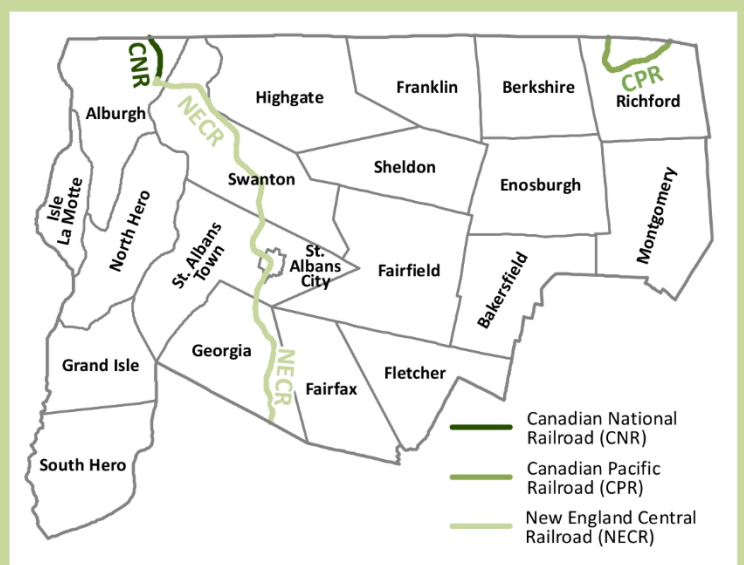 CNR
CPR
Franklin
Berkshire
Highgate
Richford
Alburgh
NECR
Sheldon
Swanton
Enosburgh
Isle
La Motte
North Hero
Montgomery
St. Albans
Town
St.
Albans
City
Fairfield
Bakersfield
Georgia
NECR
Grand Isle
Fairfax
Fletcher
South Hero
Canadian National
Railroad (CNR)
Canadian Pacific
Railroad (CPR)
New England Central
Railroad (NECR)